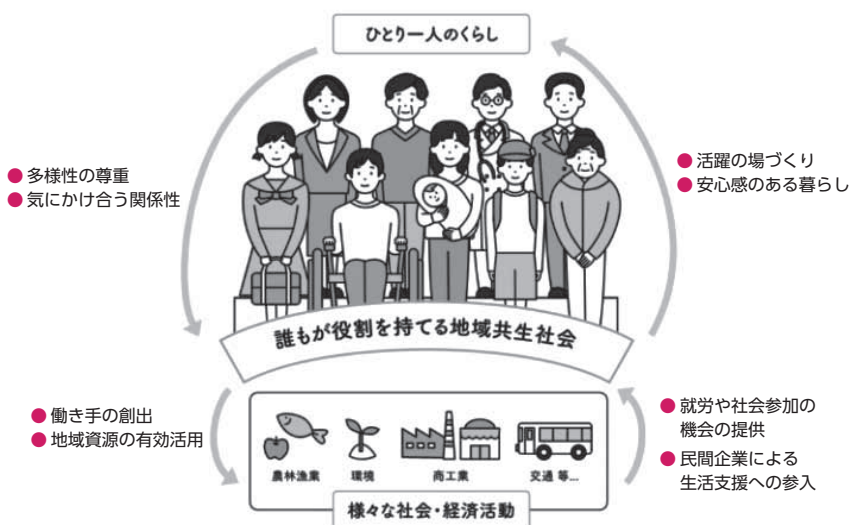 ひとり一人のくらし
● 多様性の尊重
● 気にかけ合う関係性
● 活躍の場づくり
● 安心感のある暮らし
誰もが役割を持てる地域共生社会
● 働き手の創出
● 地域資源の有効活用
● 就労や社会参加の
機会の提供
● 民間企業による
生活支援への参入
農林漁業
環境
商工業
交通 等...
様々な社会・経済活動